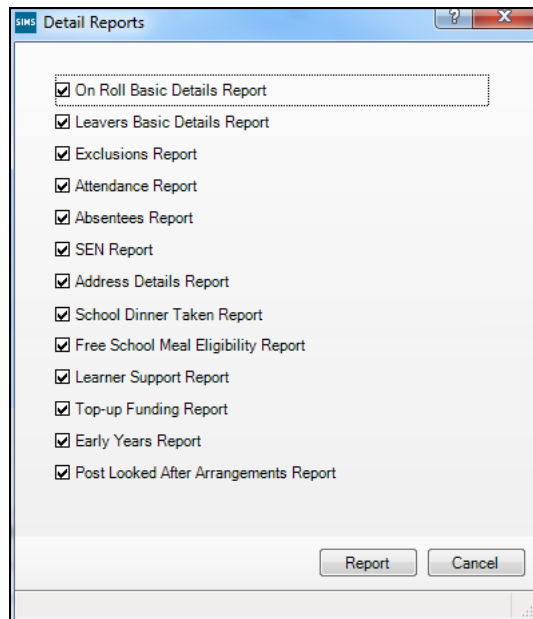 SIMS Detail Reports
?
On Roll Basic Details Report
Leavers Basic Details Report
Exclusions Report
Attendance Report
Absentees Report
SEN Report
Address Details Report
School Dinner Taken Report
Free School Meal Eligibility Report
Learner Support Report
Top-up Funding Report
Early Years Report
Post Looked After Arrangements Report
Report
Cancel